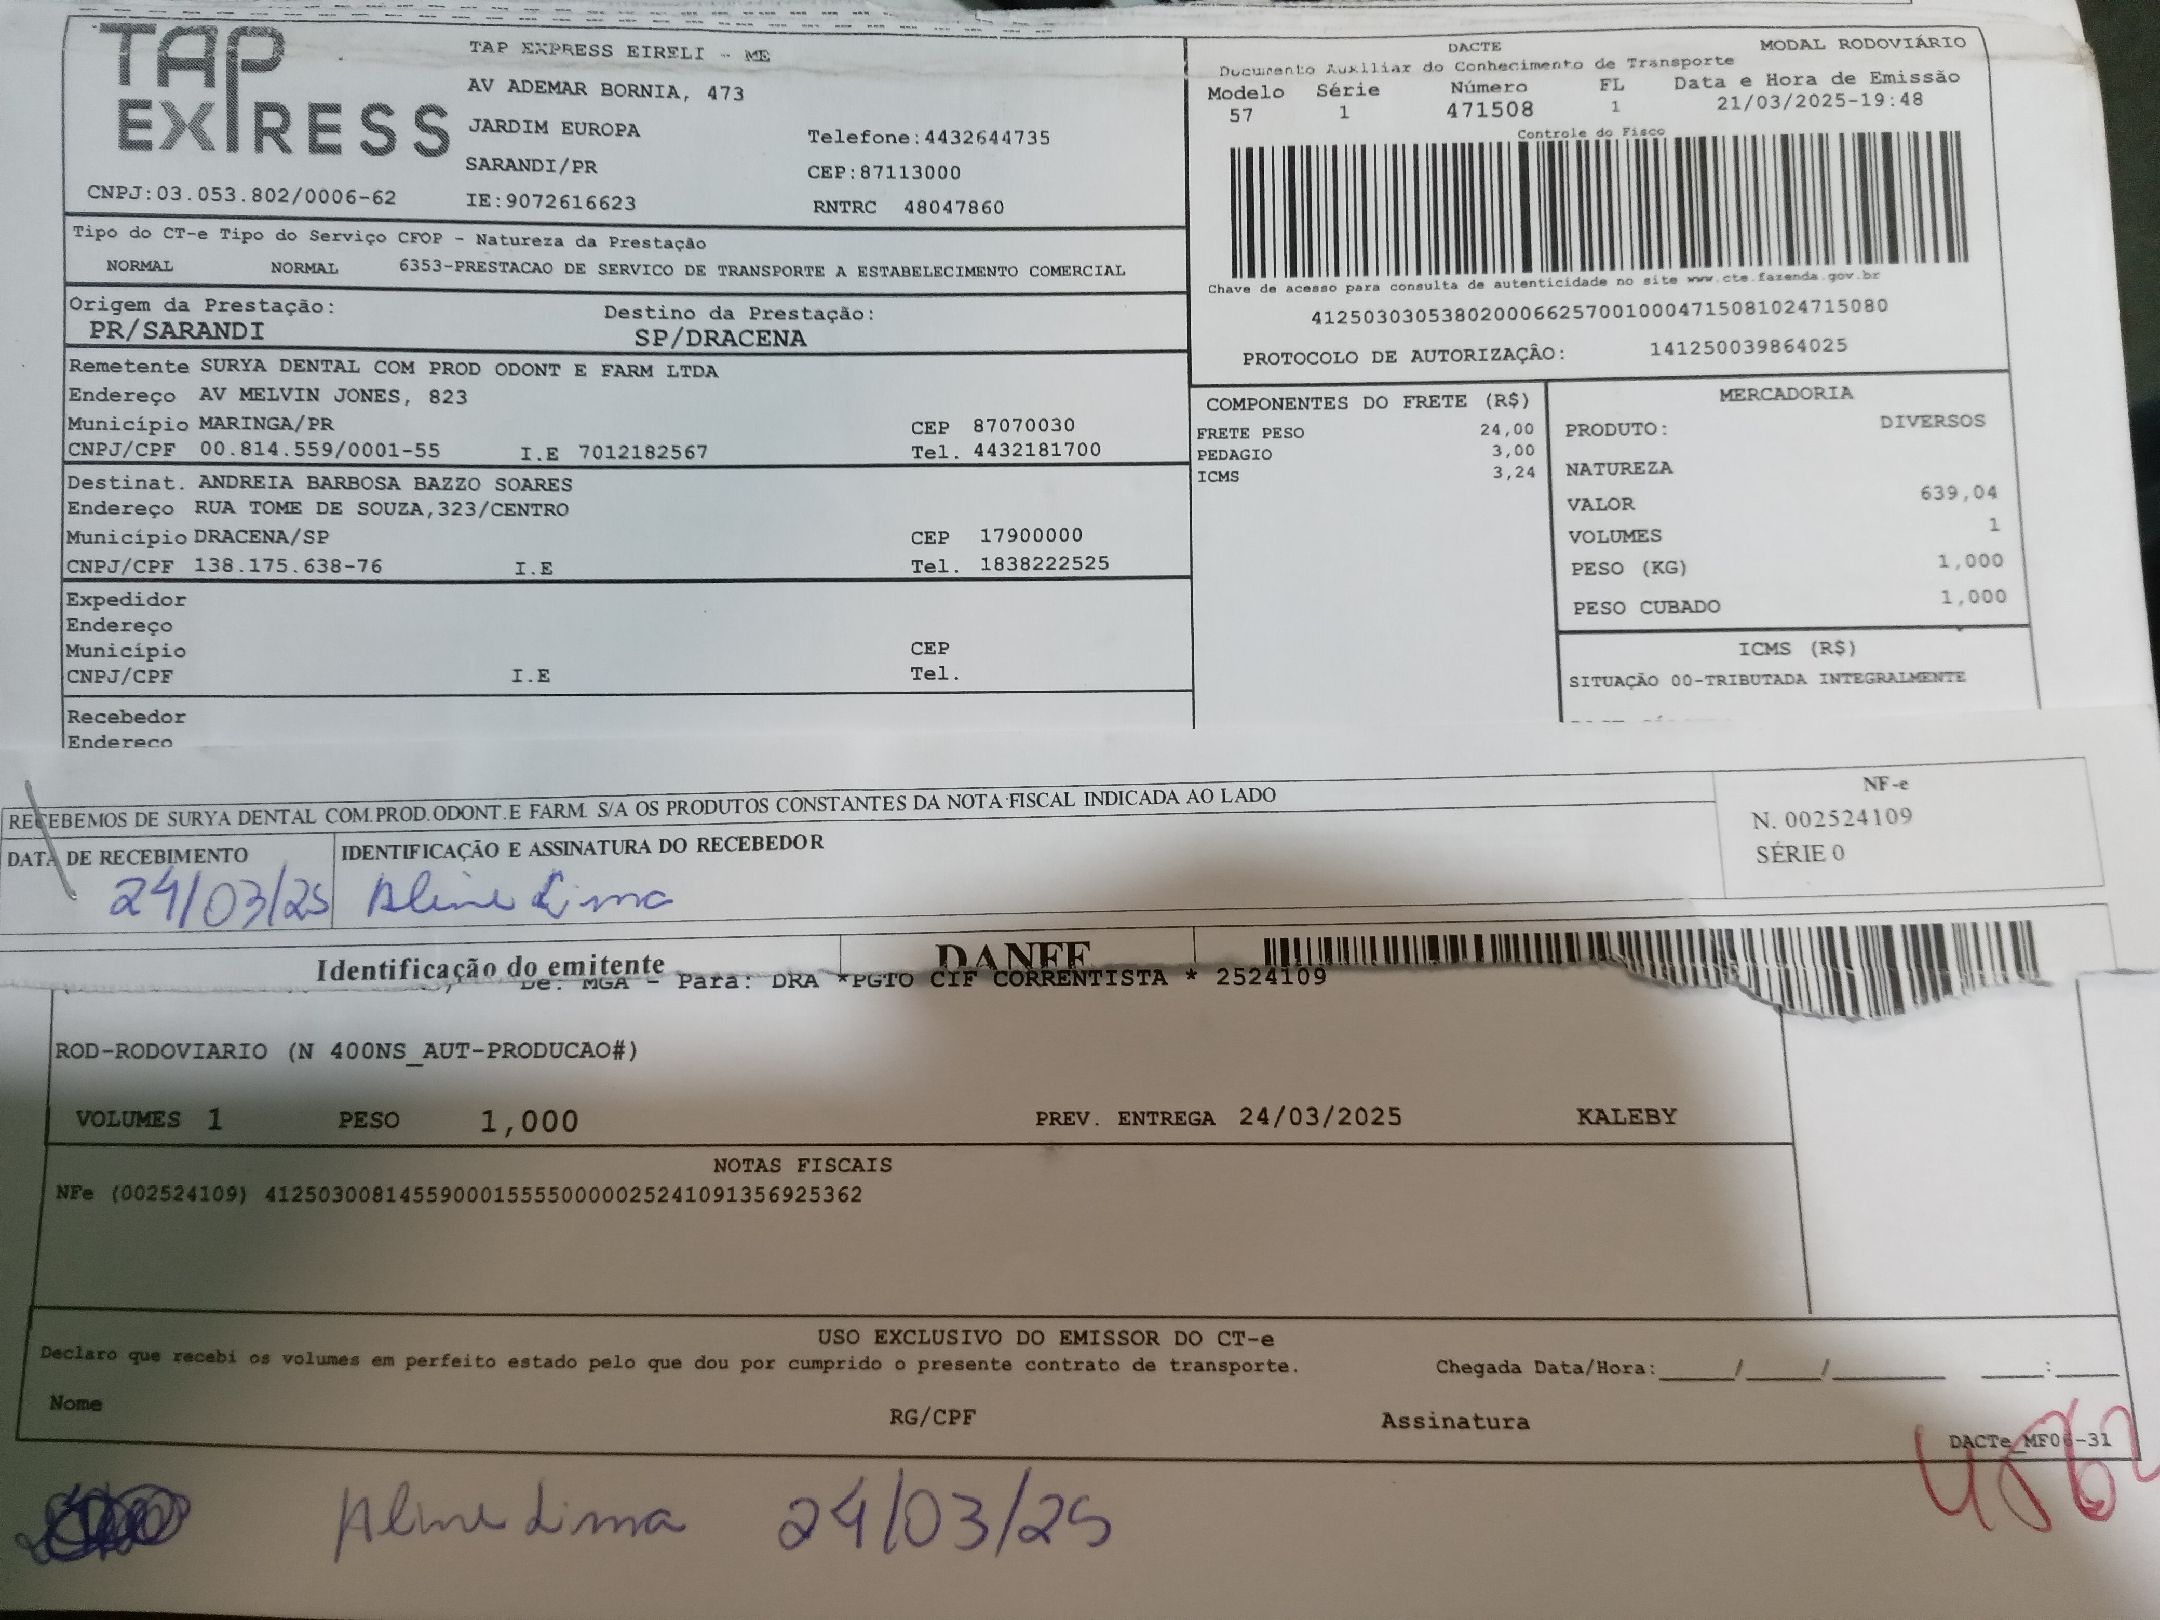 TAP EXPRESS
TAP EXPRESS EIRELI - ME
AV ADEMAR BORNIA, 473
JARDIM EUROPA
Telefone:4432644735
SARANDI/PR
CEP:87113000
CNPJ:03.053.802/0006-62
IE:9072616623
RNTRC 48047860
DACTE
MODAL RODOVIÁRIO
Documento Auxiliar do Conhecimento de Transporte
Modelo Série Número FL Data e Hora de Emissão
57 1 471508 1 21/03/2025-19:48
Controle do Fisco
Chave de acesso para consulta de autenticidade no site www.cte.fazenda.gov.br
41250303053802000662570010004715081024715080
PROTOCOLO DE AUTORIZAÇÃO: 141250039864025
Tipo do CT-e Tipo do Serviço CFOP - Natureza da Prestação
NORMAL NORMAL 6353-PRESTACAO DE SERVICO DE TRANSPORTE A ESTABELECIMENTO COMERCIAL
Origem da Prestação: Destino da Prestação:
PR/SARANDI SP/DRACENA
Remetente SURYA DENTAL COM PROD ODONT E FARM LTDA
Endereço AV MELVIN JONES, 823
Município MARINGA/PR CEP 87070030
CNPJ/CPF 00.814.559/0001-55 I.E 7012182567 Tel. 4432181700
Destinat. ANDREIA BARBOSA BAZZO SOARES
Endereço RUA TOME DE SOUZA,323/CENTRO
Município DRACENA/SP CEP 17900000
CNPJ/CPF 138.175.638-76 I.E Tel. 1838222525
Expedidor
Endereço
Município CEP
CNPJ/CPF I.E Tel.
Recebedor
Endereço
COMPONENTES DO FRETE (R$)
FRETE PESO 24,00
PEDAGIO 3,00
ICMS 3,24
MERCADORIA
PRODUTO: DIVERSOS
NATUREZA
VALOR 639,04
VOLUMES 1
PESO (KG) 1,000
PESO CUBADO 1,000
ICMS (R$)
SITUAÇÃO 00-TRIBUTADA INTEGRALMENTE
RECEBEMOS DE SURYA DENTAL COM.PROD.ODONT.E FARM. S/A OS PRODUTOS CONSTANTES DA NOTA FISCAL INDICADA AO LADO
NF-e
N. 002524109
SÉRIE 0
DATA DE RECEBIMENTO
IDENTIFICAÇÃO E ASSINATURA DO RECEBEDOR
24/03/25 Aline Lima
Identificação do emitente
DANFE
De: MGA - Para: DRA *PGTO CIF CORRENTISTA * 2524109
ROD-RODOVIARIO (N 400NS_AUT-PRODUCAO#)
VOLUMES 1 PESO 1,000 PREV. ENTREGA 24/03/2025 KALEBY
NOTAS FISCAIS
NFe (002524109) 41250300814559000155550000025241091356925362
USO EXCLUSIVO DO EMISSOR DO CT-e
Declaro que recebi os volumes em perfeito estado pelo que dou por cumprido o presente contrato de transporte. Chegada Data/Hora:_____/_____/________ ____:____
Nome RG/CPF Assinatura
DACTe_MF06-31
Aline Lima 24/03/25